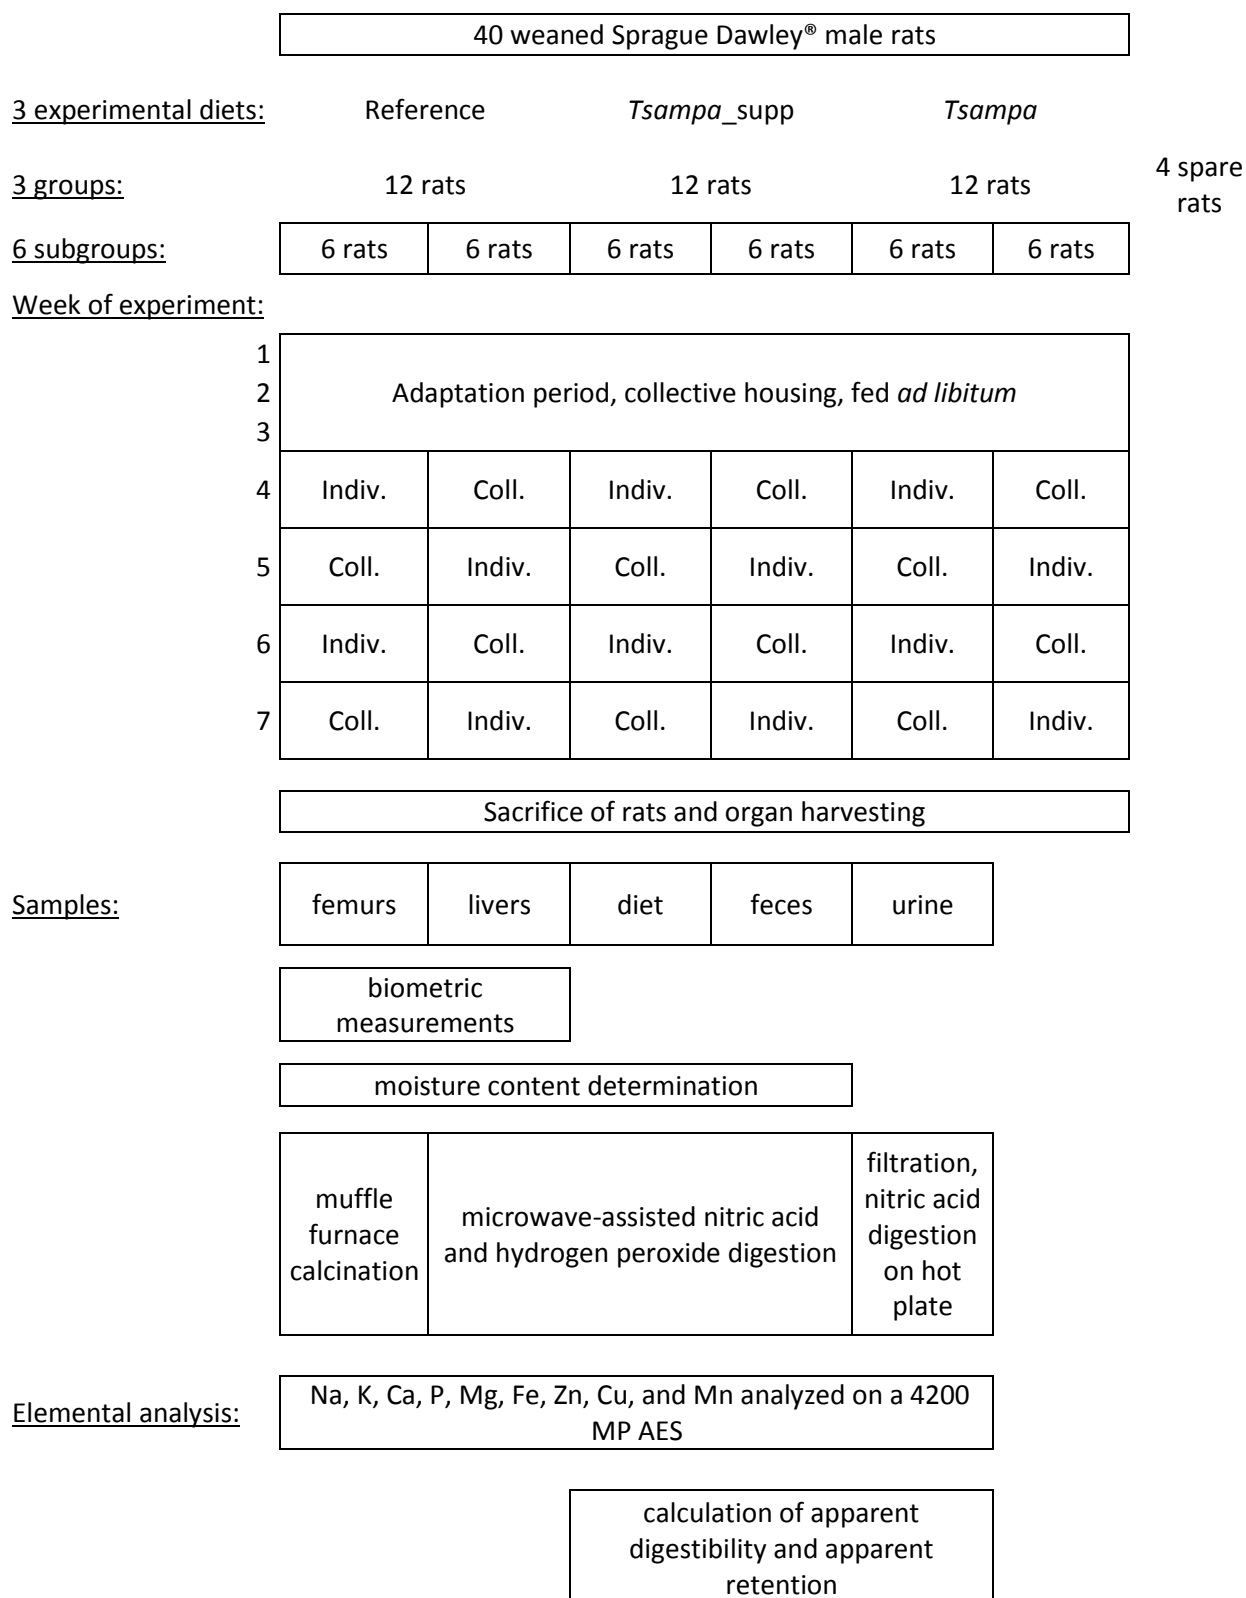 40 weaned Sprague Dawley® male rats
3 experimental diets: Reference Tsampa_supp Tsampa
3 groups: 12 rats 12 rats 12 rats
4 spare
rats
6 subgroups: 6 rats 6 rats 6 rats 6 rats 6 rats 6 rats
Week of experiment:
1
2 Adaptation period, collective housing, fed ad libitum
3
4 Indiv. Coll. Indiv. Coll. Indiv. Coll.
5 Coll. Indiv. Coll. Indiv. Coll. Indiv.
6 Indiv. Coll. Indiv. Coll. Indiv. Coll.
7 Coll. Indiv. Coll. Indiv. Coll. Indiv.
Sacrifice of rats and organ harvesting
Samples: femurs livers diet feces urine
biometric
measurements
moisture content determination
muffle
furnace
calcination
microwave-assisted nitric acid
and hydrogen peroxide digestion
filtration,
nitric acid
digestion
on hot
plate
Elemental analysis:
Na, K, Ca, P, Mg, Fe, Zn, Cu, and Mn analyzed on a 4200
MP AES
calculation of apparent
digestibility and apparent
retention